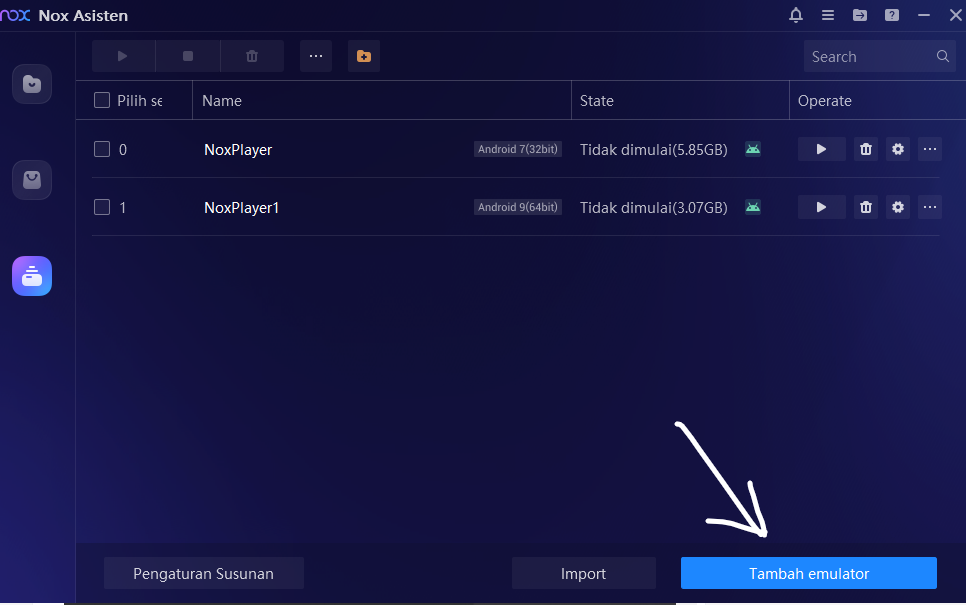 nox Nox Asisten
Search
Pilih se Name State Operate
0 NoxPlayer Android 7(32bit) Tidak dimulai(5.85GB)
1 NoxPlayer1 Android 9(64bit) Tidak dimulai(3.07GB)
Pengaturan Susunan Import Tambah emulator